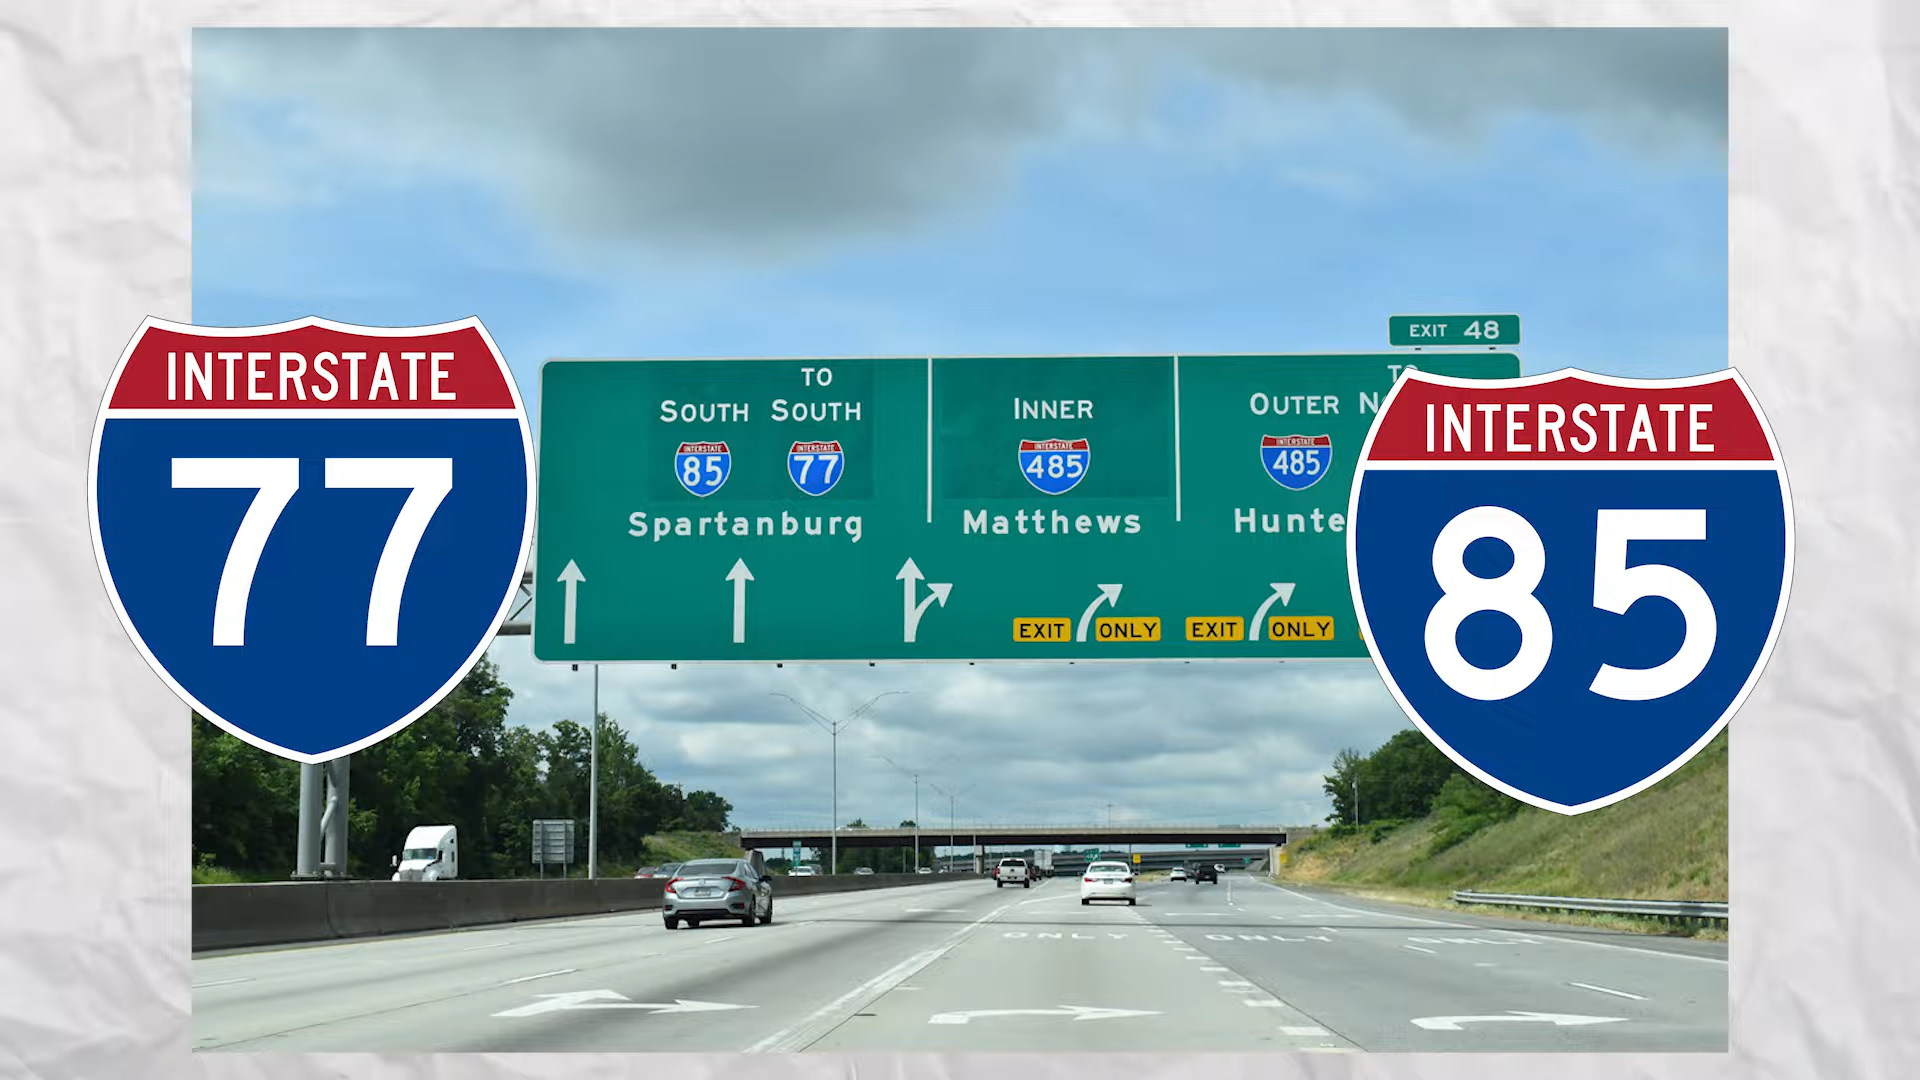 INTERSTATE
77
EXIT 48
TO
SOUTH SOUTH
INTERSTATE
85
INTERSTATE
77
Spartanburg
INNER
INTERSTATE
485
Matthews
EXIT ONLY
OUTER
INTERSTATE
485
EXIT ONLY
INTERSTATE
85
ONLY
ONLY
ONLY